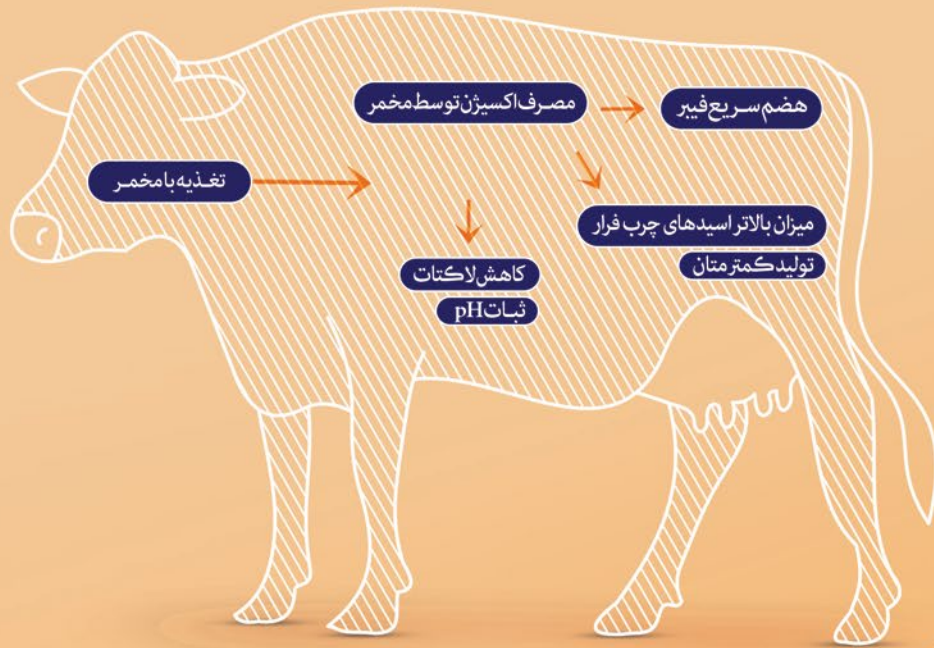 مصرف اکسیژن توسط مخمر
هضم سریع فیبر
تغذیه با مخمر
میزان بالاتر اسیدهای چرب فرار
تولید کمتر متان
کاهش لاکتات
ثبات pH